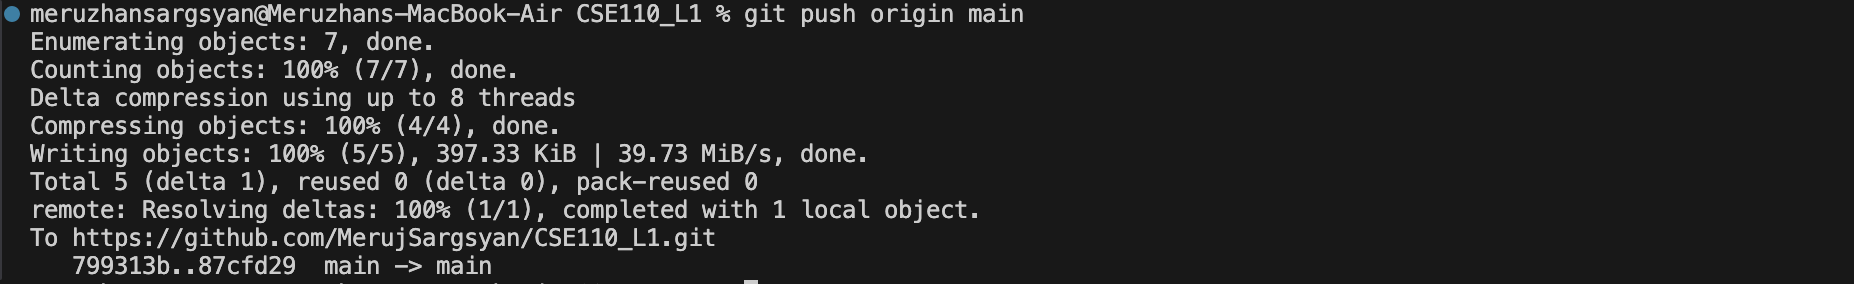 meruzhansargsyan@Meruzhans-MacBook-Air CSE110_L1 % git push origin main
Enumerating objects: 7, done.
Counting objects: 100% (7/7), done.
Delta compression using up to 8 threads
Compressing objects: 100% (4/4), done.
Writing objects: 100% (5/5), 397.33 KiB | 39.73 MiB/s, done.
Total 5 (delta 1), reused 0 (delta 0), pack-reused 0
remote: Resolving deltas: 100% (1/1), completed with 1 local object.
To https://github.com/MerujSargsyan/CSE110_L1.git
   799313b..87cfd29  main -> main